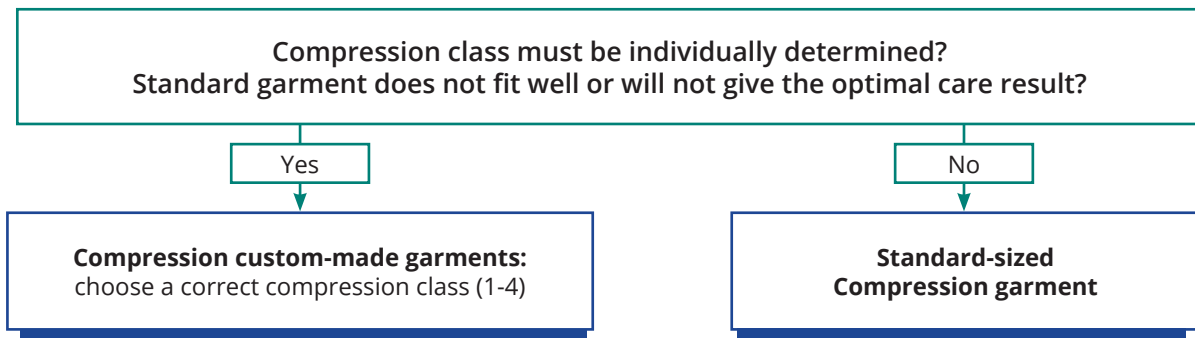 Compression class must be individually determined?
Standard garment does not fit well or will not give the optimal care result?
Yes
No
Compression custom-made garments:
choose a correct compression class (1-4)
Standard-sized
Compression garment